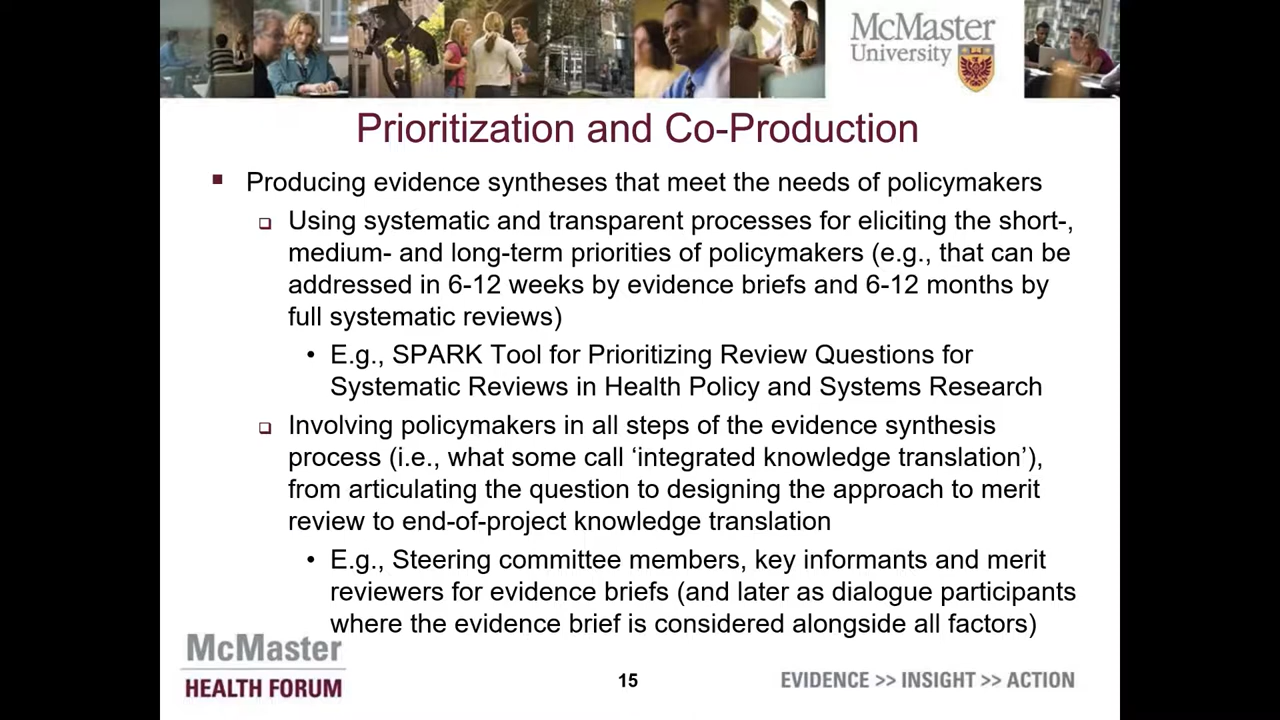 McMaster
University
Prioritization and Co-Production
▪ Producing evidence syntheses that meet the needs of policymakers
❑ Using systematic and transparent processes for eliciting the short-,
medium- and long-term priorities of policymakers (e.g., that can be
addressed in 6-12 weeks by evidence briefs and 6-12 months by
full systematic reviews)
• E.g., SPARK Tool for Prioritizing Review Questions for
Systematic Reviews in Health Policy and Systems Research
❑ Involving policymakers in all steps of the evidence synthesis
process (i.e., what some call ‘integrated knowledge translation’),
from articulating the question to designing the approach to merit
review to end-of-project knowledge translation
• E.g., Steering committee members, key informants and merit
reviewers for evidence briefs (and later as dialogue participants
where the evidence brief is considered alongside all factors)
McMaster
HEALTH FORUM
15
EVIDENCE >> INSIGHT >> ACTION